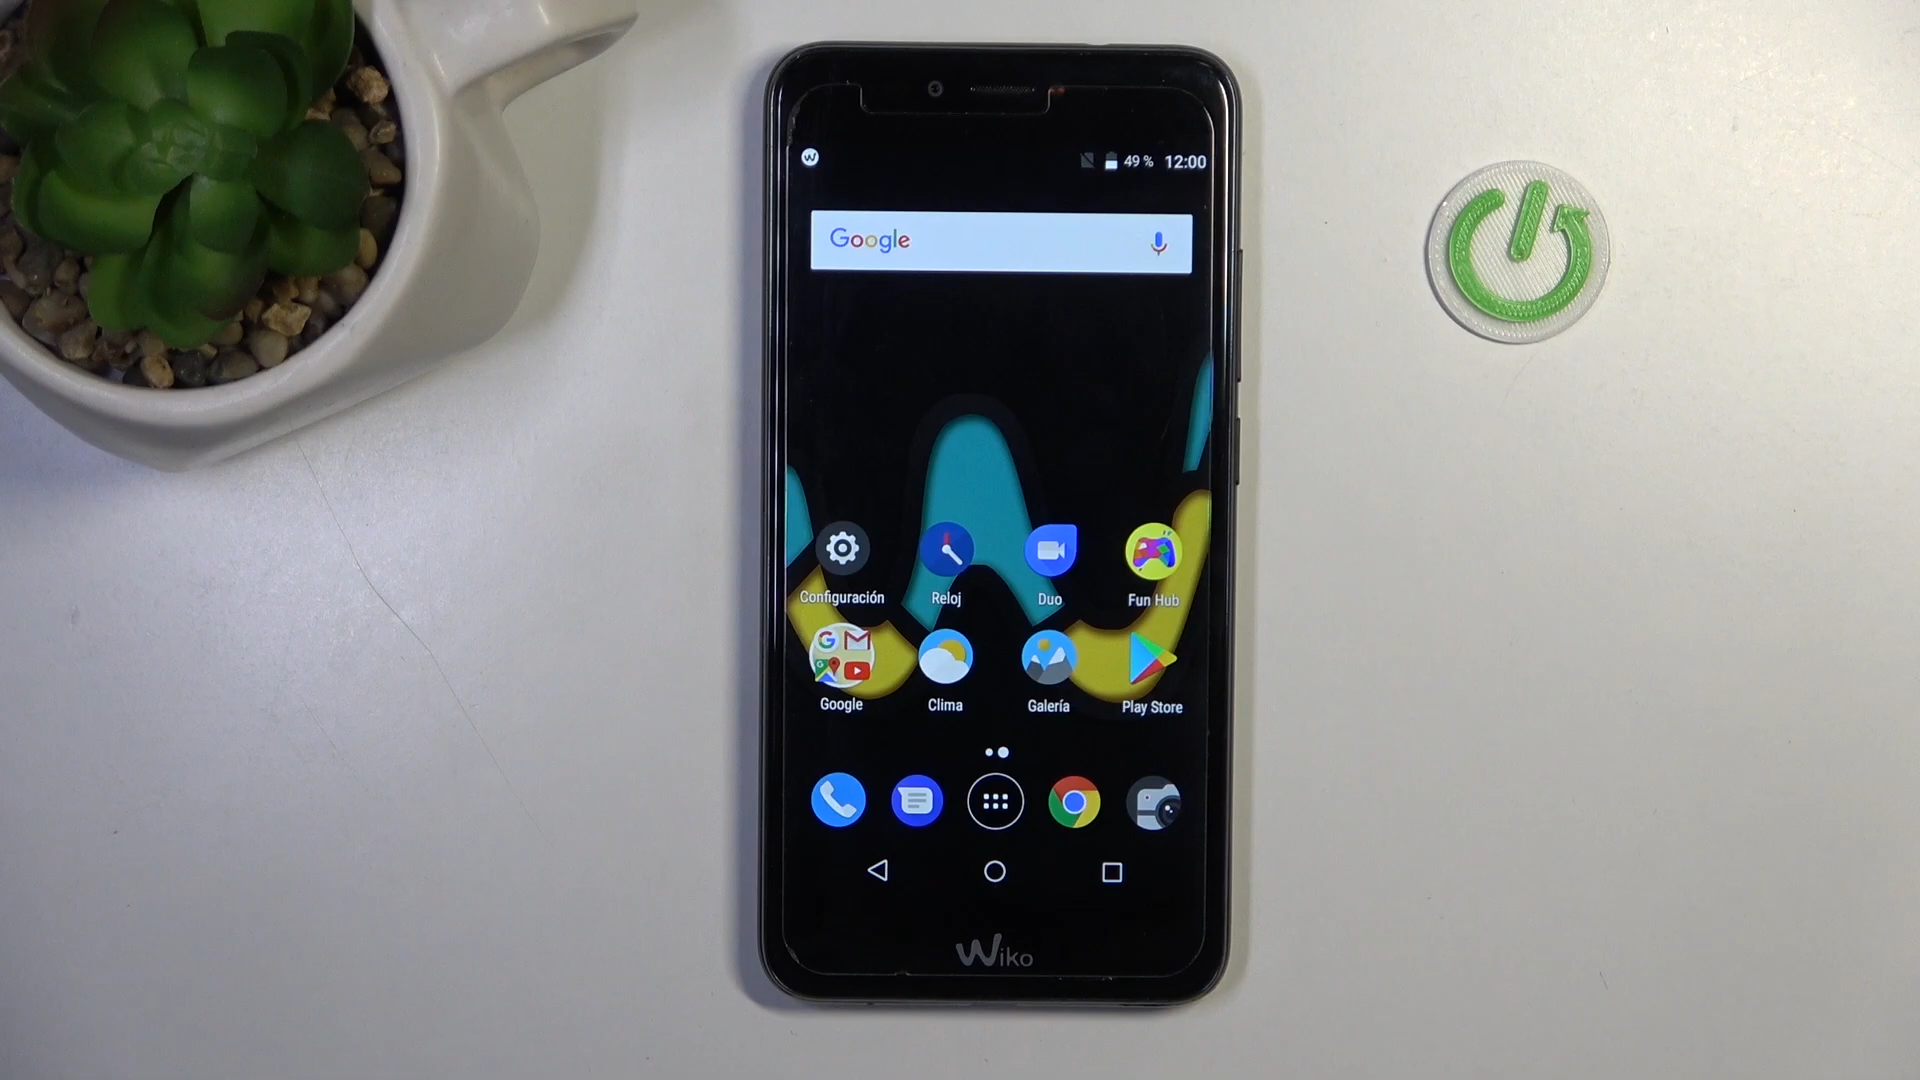 49 % 12:00
Google
Configuración Reloj Duo Fun Hub
Google Clima Galería Play Store
Wiko